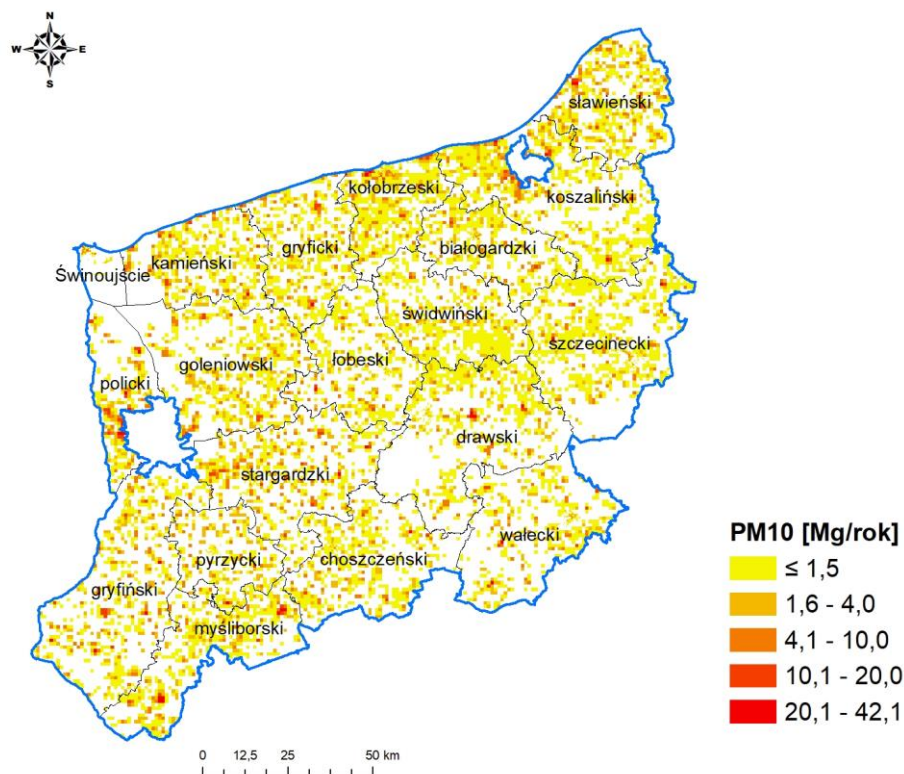 N
W E
S
sławieński
koszaliński
kołobrzeski
białogardzki
gryficki
kamieński
Świnoujście
świdwiński
szczecinecki
łobeski
goleniowski
policki
drawski
stargardzki
wałecki
choszczeński
pyrzycki
gryfiński
myśliborski
PM10 [Mg/rok]
≤ 1,5
1,6 - 4,0
4,1 - 10,0
10,1 - 20,0
20,1 - 42,1
0 12,5 25 50 km